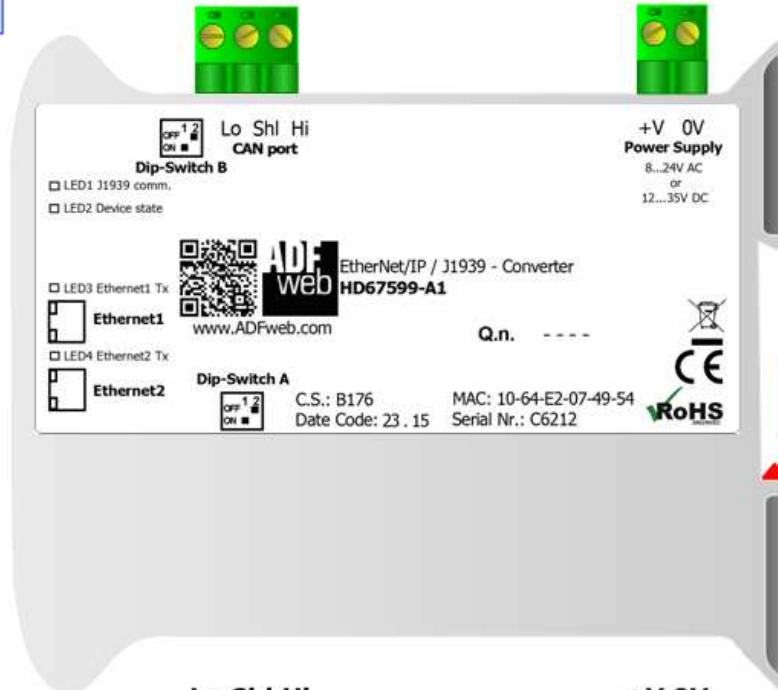 Lo Shl Hi
CAN port
OFF 1 2
ON
Dip-Switch B
+V 0V
Power Supply
8...24V AC
or
12...35V DC
LED1 J1939 comm.
LED2 Device state
ADF
web
EtherNet/IP / J1939 - Converter
HD67599-A1
www.ADFweb.com
LED3 Ethernet1 Tx
Ethernet1
LED4 Ethernet2 Tx
Ethernet2
Q.n. - - - -
CE
Dip-Switch A
OFF 1 2
ON
C.S.: B176
Date Code: 23 . 15
MAC: 10-64-E2-07-49-54
Serial Nr.: C6212
RoHS